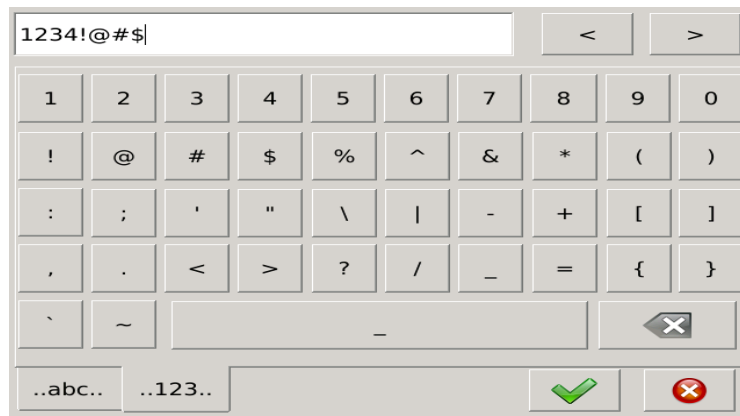 1234!@#$ < >
1 2 3 4 5 6 7 8 9 0
! @ # $ % ^ & * ( )
: ; ' " \ | - + [ ]
, . < > ? / _ = { }
` ~ _
..abc.. ..123..